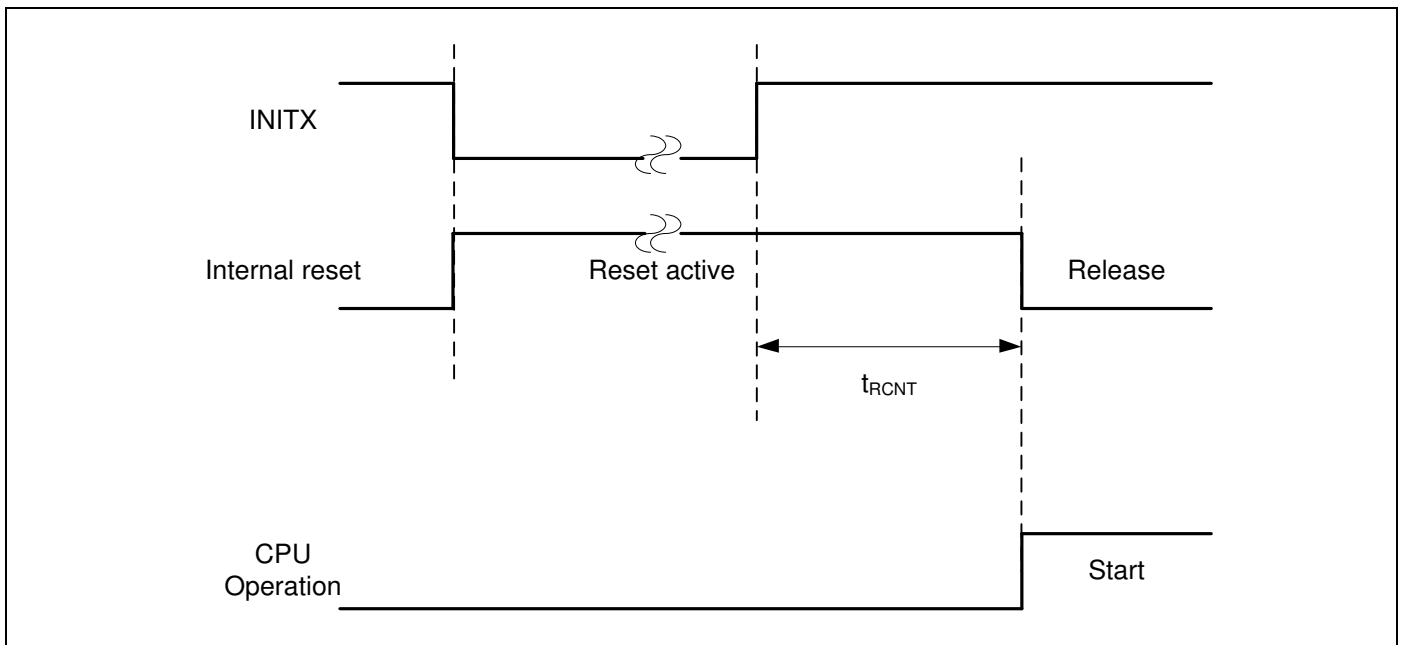 INITX
Internal reset
Reset active
Release
tRCNT
CPU
Operation
Start